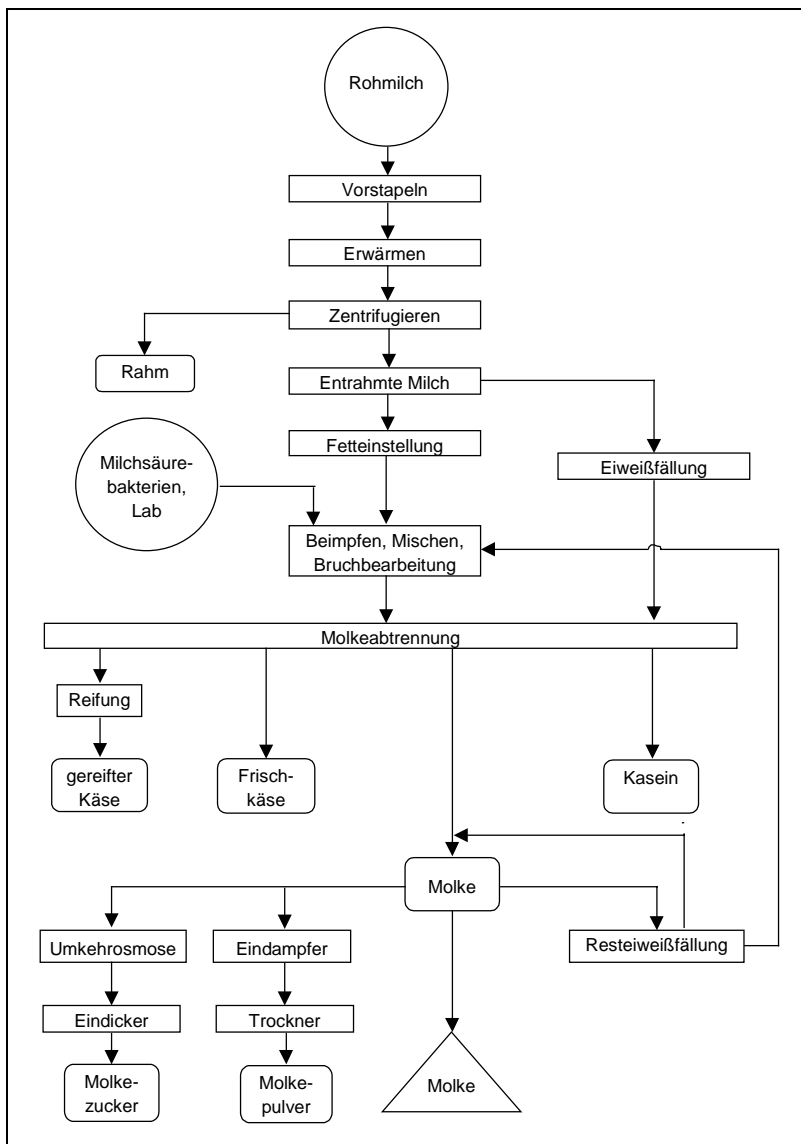 Rohmilch
Vorstapeln
Erwärmen
Zentrifugieren
Rahm
Entrahmte Milch
Fetteinstellung
Milchsäure-
bakterien,
Lab
Eiweißfällung
Beimpfen, Mischen,
Bruchbearbeitung
Molkeabtrennung
Reifung
gereifter
Käse
Frisch-
käse
Kasein
Molke
Umkehrosmose
Eindampfer
Resteiweißfällung
Eindicker
Trockner
Molke-
zucker
Molke-
pulver
Molke